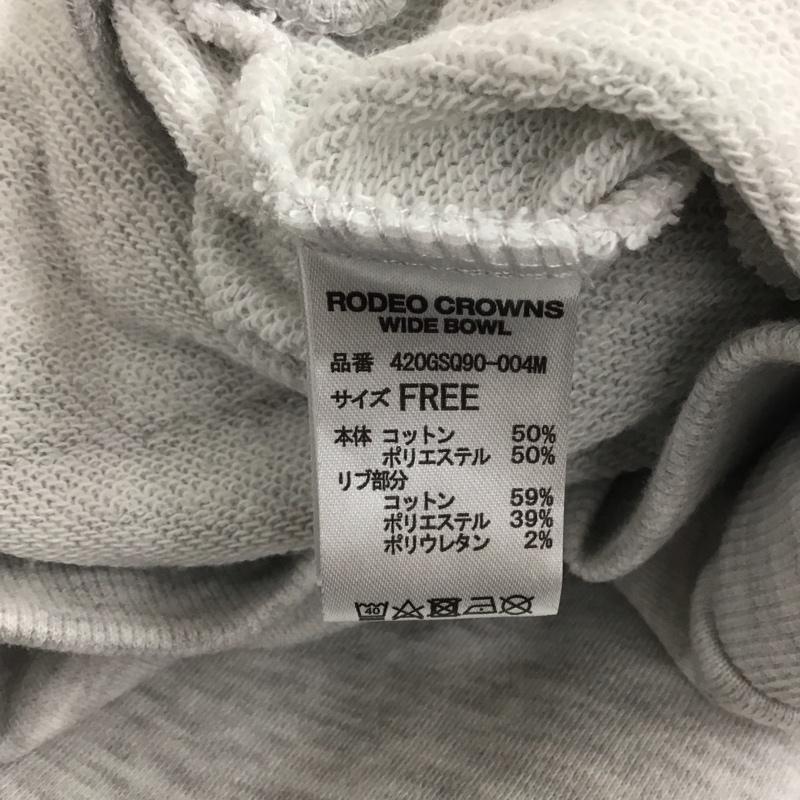 RODEO CROWNS
WIDE BOWL
品番 420GSQ90-004M
サイズ FREE
本体 コットン 50%
ポリエステル 50%
リブ部分
コットン 59%
ポリエステル 39%
ポリウレタン 2%
40